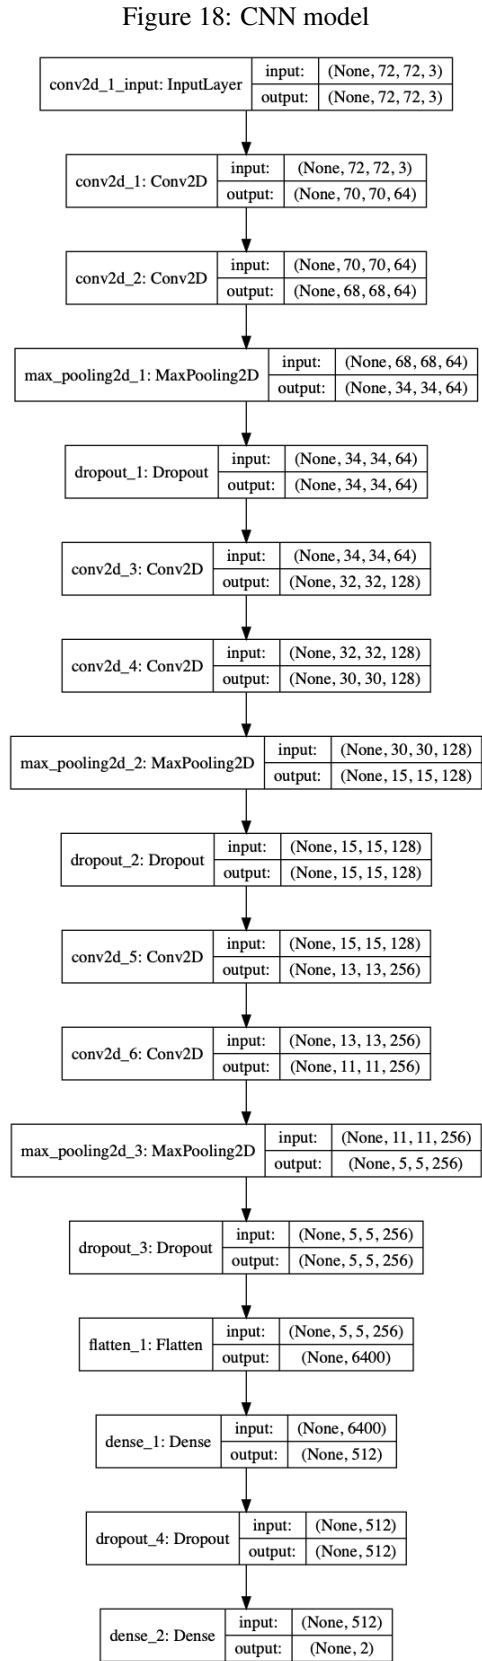 Figure 18: CNN model
conv2d_1_input: InputLayer
input: (None, 72, 72, 3)
output: (None, 72, 72, 3)
conv2d_1: Conv2D
input: (None, 72, 72, 3)
output: (None, 70, 70, 64)
conv2d_2: Conv2D
input: (None, 70, 70, 64)
output: (None, 68, 68, 64)
max_pooling2d_1: MaxPooling2D
input: (None, 68, 68, 64)
output: (None, 34, 34, 64)
dropout_1: Dropout
input: (None, 34, 34, 64)
output: (None, 34, 34, 64)
conv2d_3: Conv2D
input: (None, 34, 34, 64)
output: (None, 32, 32, 128)
conv2d_4: Conv2D
input: (None, 32, 32, 128)
output: (None, 30, 30, 128)
max_pooling2d_2: MaxPooling2D
input: (None, 30, 30, 128)
output: (None, 15, 15, 128)
dropout_2: Dropout
input: (None, 15, 15, 128)
output: (None, 15, 15, 128)
conv2d_5: Conv2D
input: (None, 15, 15, 128)
output: (None, 13, 13, 256)
conv2d_6: Conv2D
input: (None, 13, 13, 256)
output: (None, 11, 11, 256)
max_pooling2d_3: MaxPooling2D
input: (None, 11, 11, 256)
output: (None, 5, 5, 256)
dropout_3: Dropout
input: (None, 5, 5, 256)
output: (None, 5, 5, 256)
flatten_1: Flatten
input: (None, 5, 5, 256)
output: (None, 6400)
dense_1: Dense
input: (None, 6400)
output: (None, 512)
dropout_4: Dropout
input: (None, 512)
output: (None, 512)
dense_2: Dense
input: (None, 512)
output: (None, 2)